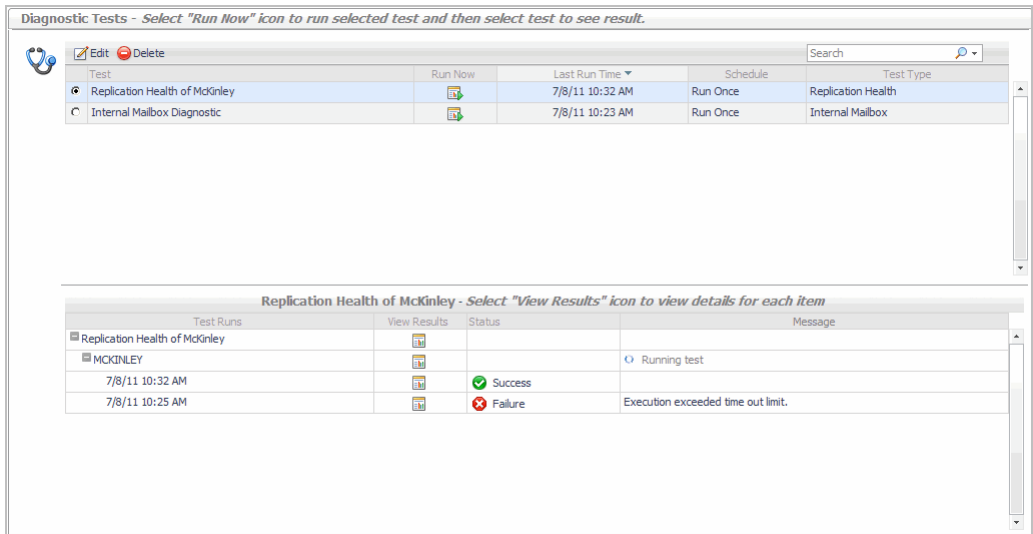 Diagnostic Tests - Select "Run Now" icon to run selected test and then select test to see result.
Edit Delete Search
Test Run Now Last Run Time Schedule Test Type
Replication Health of McKinley 7/8/11 10:32 AM Run Once Replication Health
Internal Mailbox Diagnostic 7/8/11 10:23 AM Run Once Internal Mailbox
Replication Health of McKinley - Select "View Results" icon to view details for each item
Test Runs View Results Status Message
Replication Health of McKinley
MCKINLEY Running test
7/8/11 10:32 AM Success
7/8/11 10:25 AM Failure Execution exceeded time out limit.